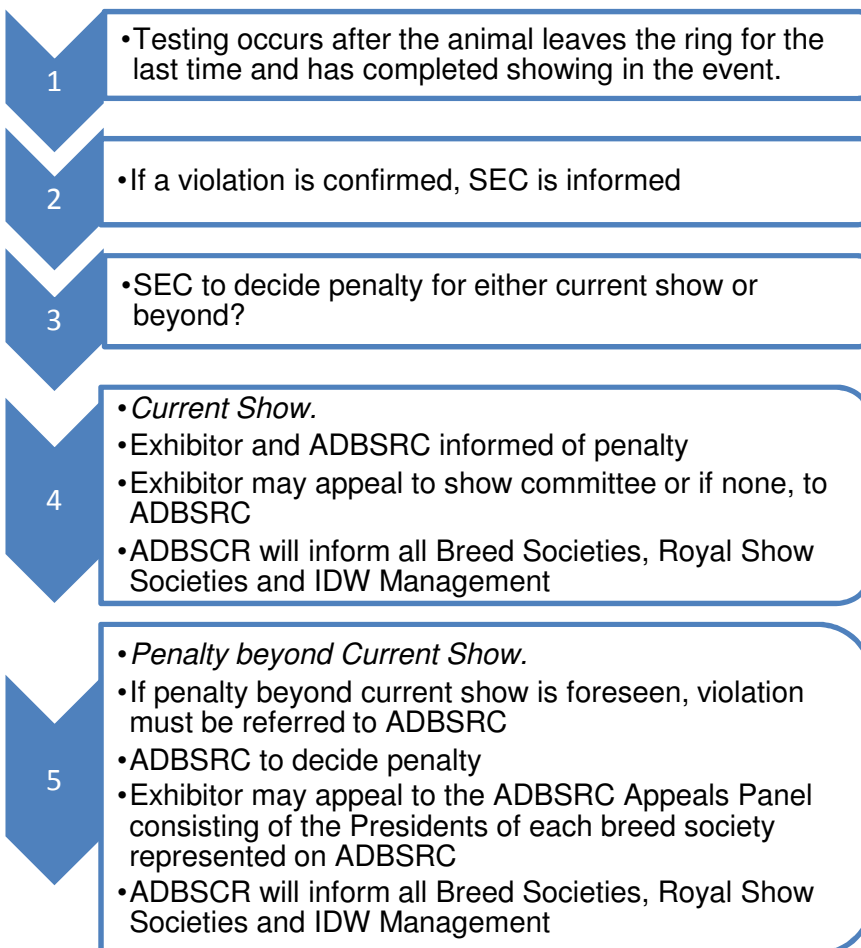 1
•Testing occurs after the animal leaves the ring for the
last time and has completed showing in the event.
2
•If a violation is confirmed, SEC is informed
3
•SEC to decide penalty for either current show or
beyond?
4
•Current Show.
•Exhibitor and ADBSRC informed of penalty
•Exhibitor may appeal to show committee or if none, to
ADBSRC
•ADBSCR will inform all Breed Societies, Royal Show
Societies and IDW Management
5
•Penalty beyond Current Show.
•If penalty beyond current show is foreseen, violation
must be referred to ADBSRC
•ADBSRC to decide penalty
•Exhibitor may appeal to the ADBSRC Appeals Panel
consisting of the Presidents of each breed society
represented on ADBSRC
•ADBSCR will inform all Breed Societies, Royal Show
Societies and IDW Management